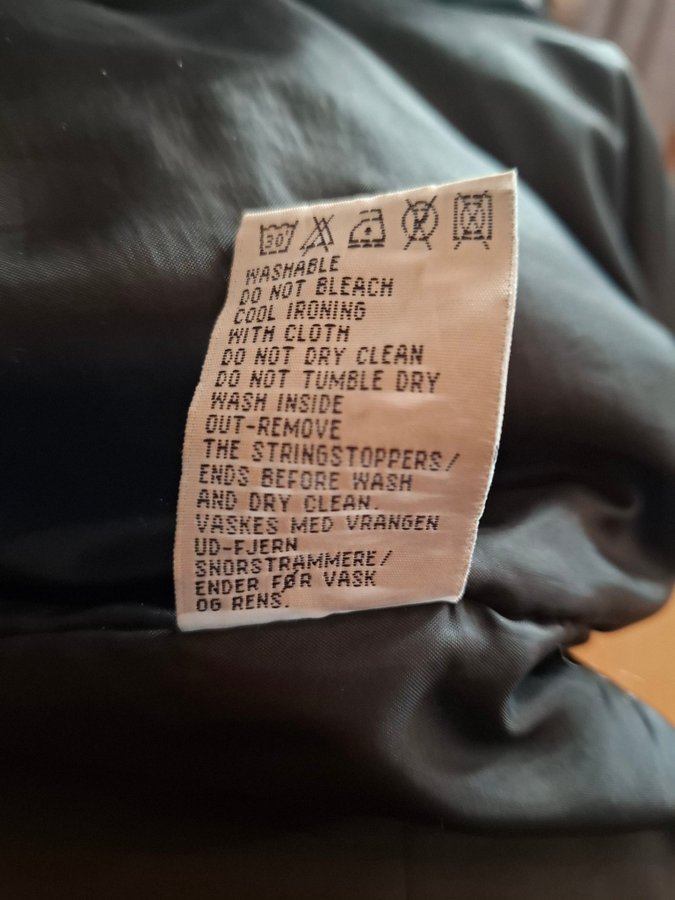 30°
WASHABLE
DO NOT BLEACH
COOL IRONING
WITH CLOTH
DO NOT DRY CLEAN
DO NOT TUMBLE DRY
WASH INSIDE
OUT-REMOVE
THE STRINGSTOPPERS/
ENDS BEFORE WASH
AND DRY CLEAN.
VASKES MED VRANGEN
UD-FJERN
SNORSTRAMMERE/
ENDER FØR VASK
OG RENS.